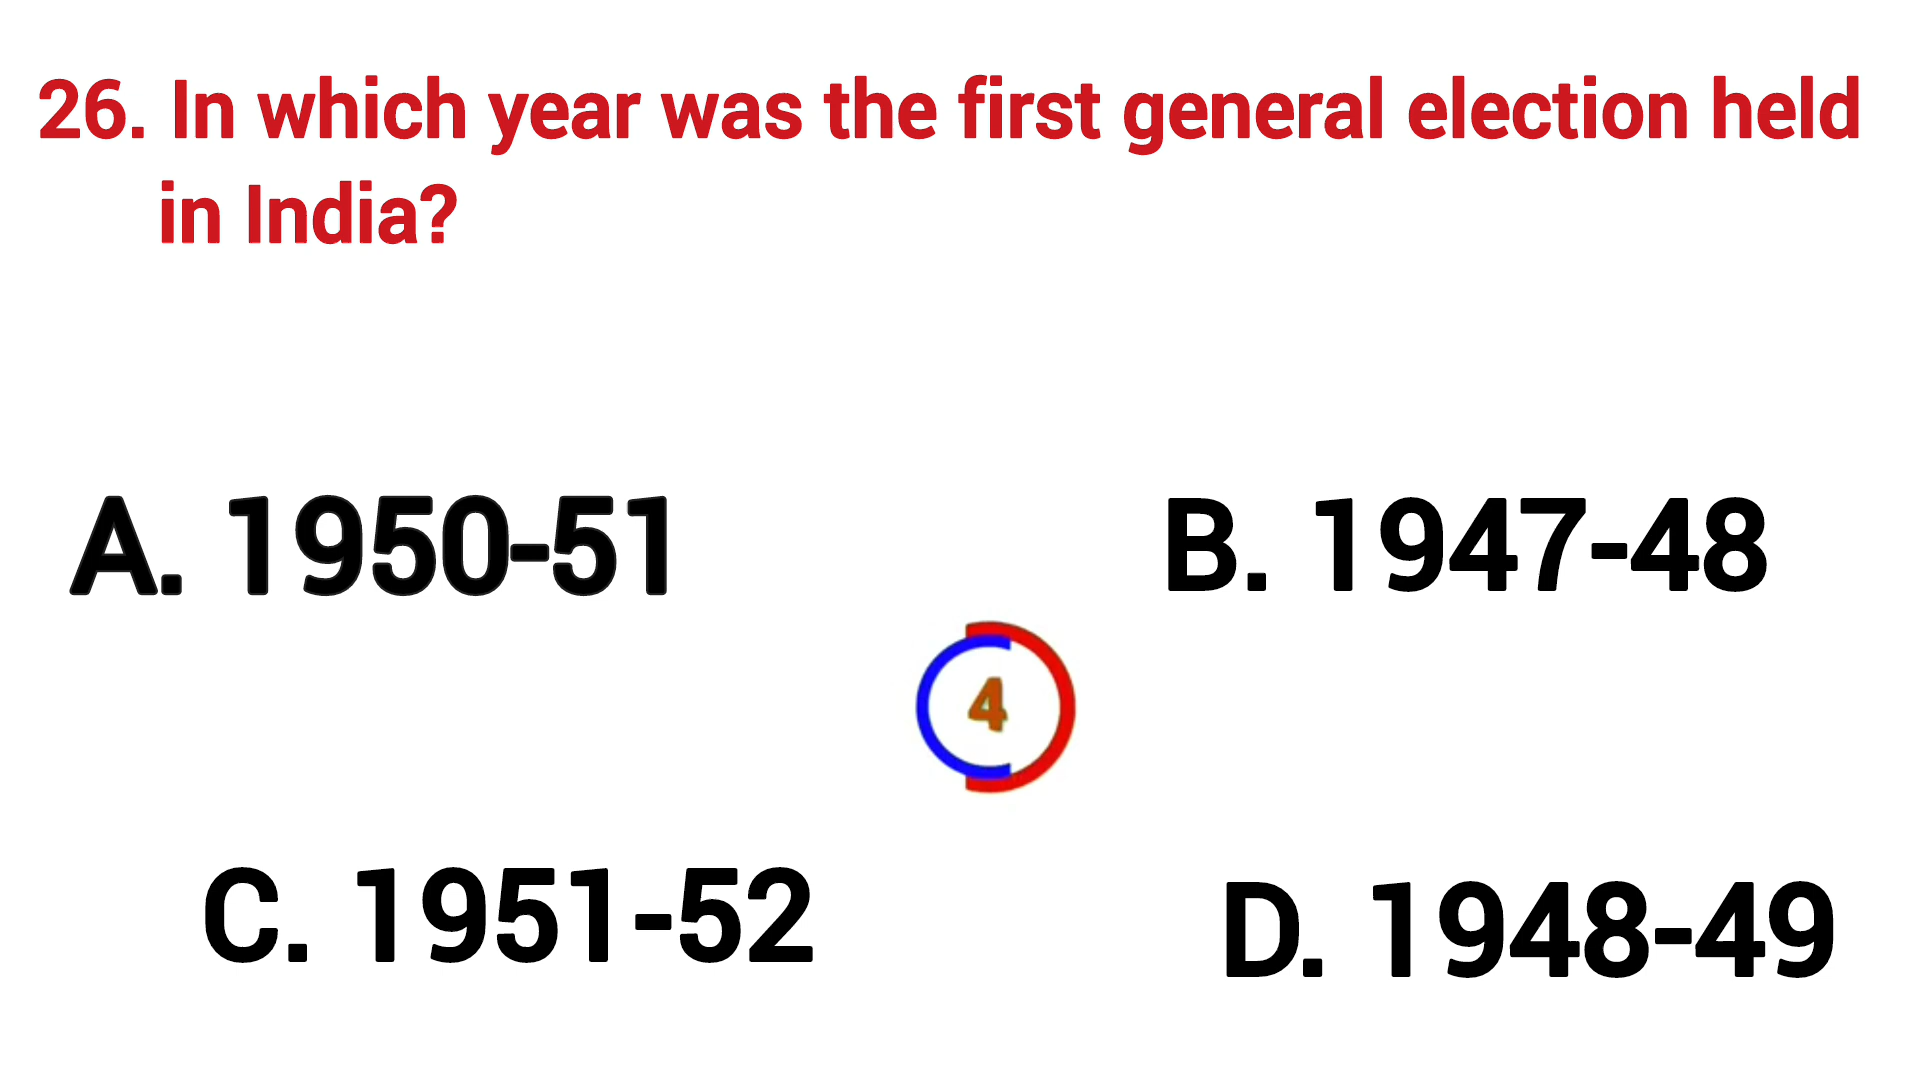 26. In which year was the first general election held
in India?
A. 1950-51
B. 1947-48
4
C. 1951-52
D. 1948-49